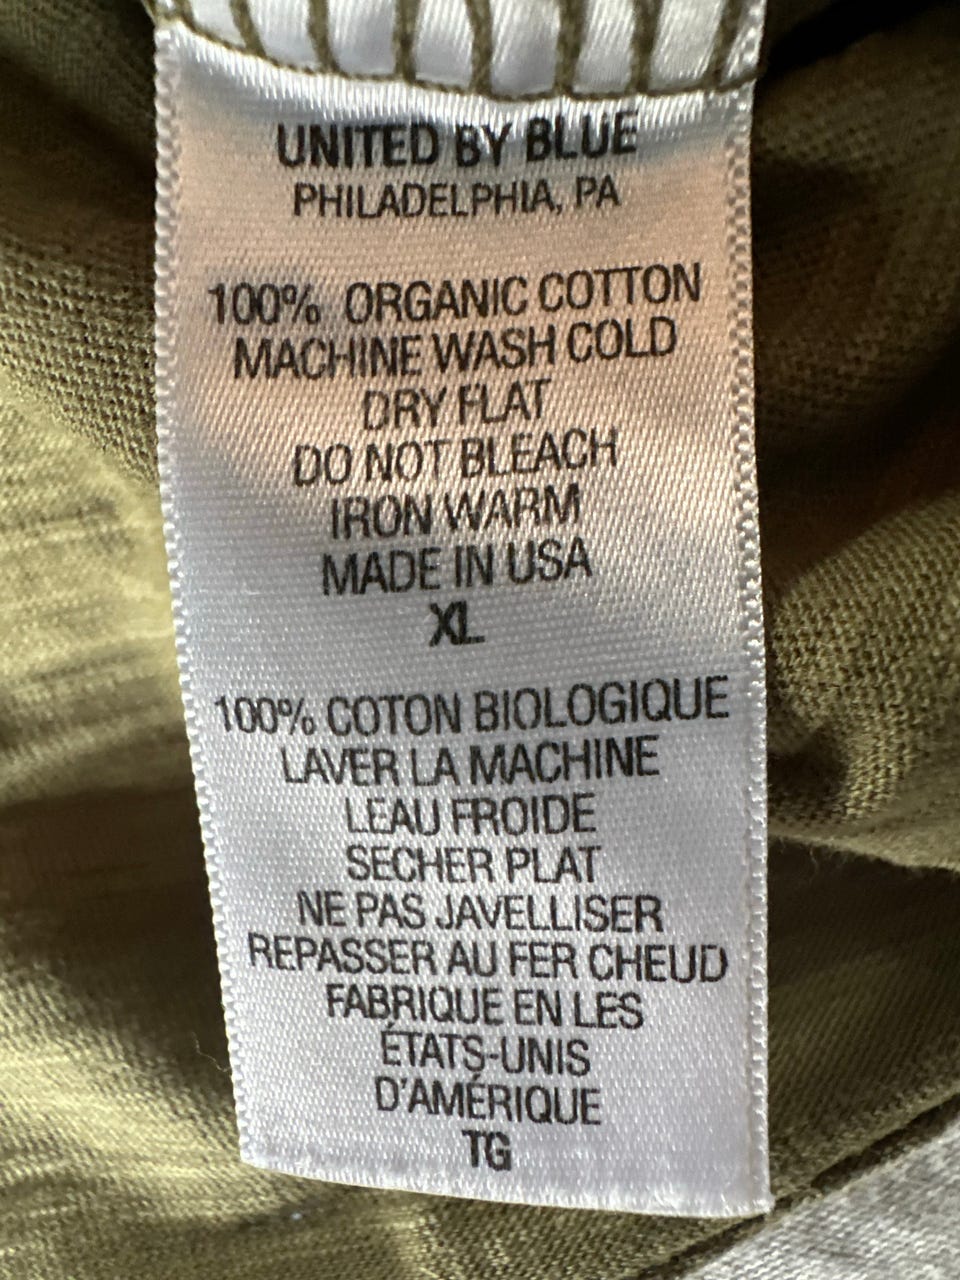 UNITED BY BLUE
PHILADELPHIA, PA
100% ORGANIC COTTON
MACHINE WASH COLD
DRY FLAT
DO NOT BLEACH
IRON WARM
MADE IN USA
XL
100% COTON BIOLOGIQUE
LAVER LA MACHINE
LEAU FROIDE
SECHER PLAT
NE PAS JAVELLISER
REPASSER AU FER CHEUD
FABRIQUE EN LES
ÉTATS-UNIS
D'AMÉRIQUE
TG